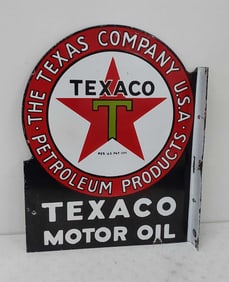 THE TEXAS COMPANY U.S.A.
TEXACO
T
PETROLEUM PRODUCTS
TEXACO
MOTOR OIL